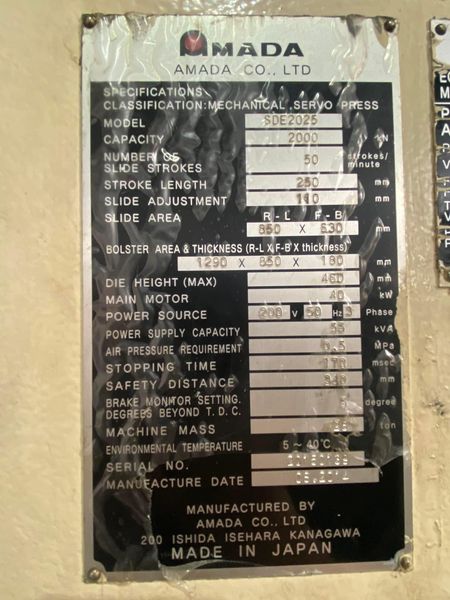 AMADA
AMADA CO., LTD
SPECIFICATIONS
CLASSIFICATION: MECHANICAL SERVO PRESS
MODEL SDE2025
CAPACITY 2000 kN
NUMBER OF SLIDE STROKES 50 strokes/minute
STROKE LENGTH 250 mm
SLIDE ADJUSTMENT 110 mm
SLIDE AREA R-L F-B
850 X 630 mm
BOLSTER AREA & THICKNESS (R-L X F-B X thickness)
1290 X 850 X 180 mm
DIE HEIGHT (MAX) 460 mm
MAIN MOTOR 40 kW
POWER SOURCE 200 V 50 Hz 3 Phase
POWER SUPPLY CAPACITY 55 kVA
AIR PRESSURE REQUIREMENT 0.5 MPa
STOPPING TIME 170 msec
SAFETY DISTANCE mm
BRAKE MONITOR SETTING. DEGREES BEYOND T. D. C. degree
MACHINE MASS ton
ENVIRONMENTAL TEMPERATURE 5 ~ 40℃
SERIAL NO.
MANUFACTURE DATE
MANUFACTURED BY
AMADA CO., LTD
200 ISHIDA ISEHARA KANAGAWA
MADE IN JAPAN